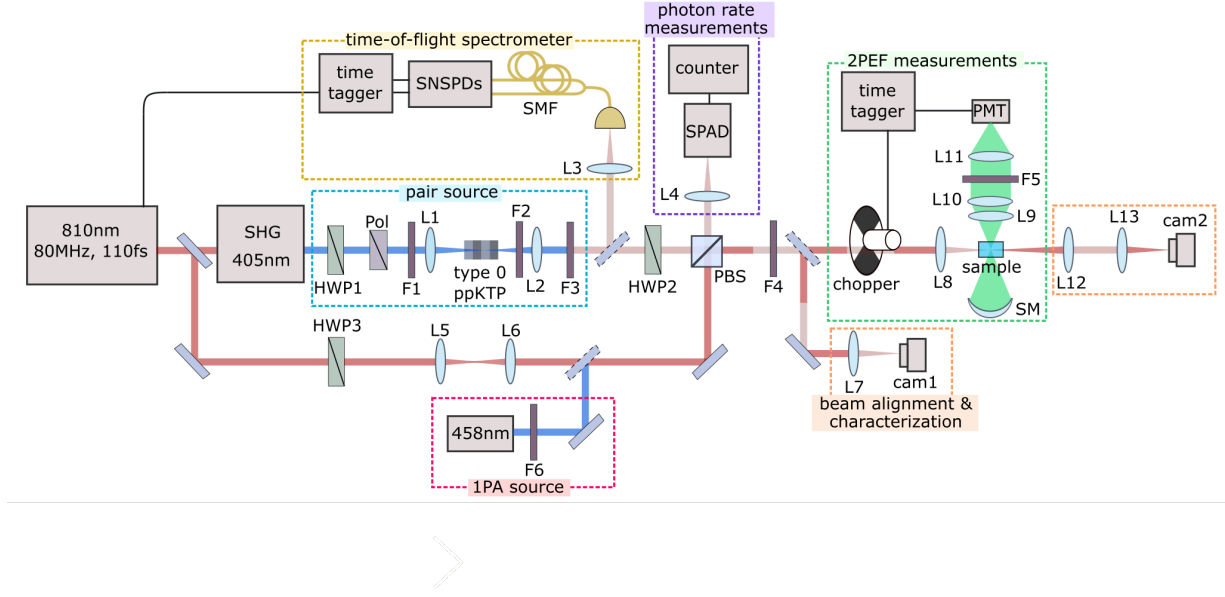 photon rate
measurements
time-of-flight spectrometer
time
tagger
SNSPDs
SMF
L3
counter
SPAD
L4
2PEF measurements
time
tagger
PMT
L11
F5
L10
L9
pair source
810nm
80MHz, 110fs
SHG
405nm
HWP1
Pol
F1
L1
type 0
ppKTP
F2
L2
F3
HWP2
PBS
F4
chopper
L8
sample
SM
L12
L13
cam2
HWP3
L5
L6
L7
cam1
beam alignment &
characterization
458nm
F6
1PA source